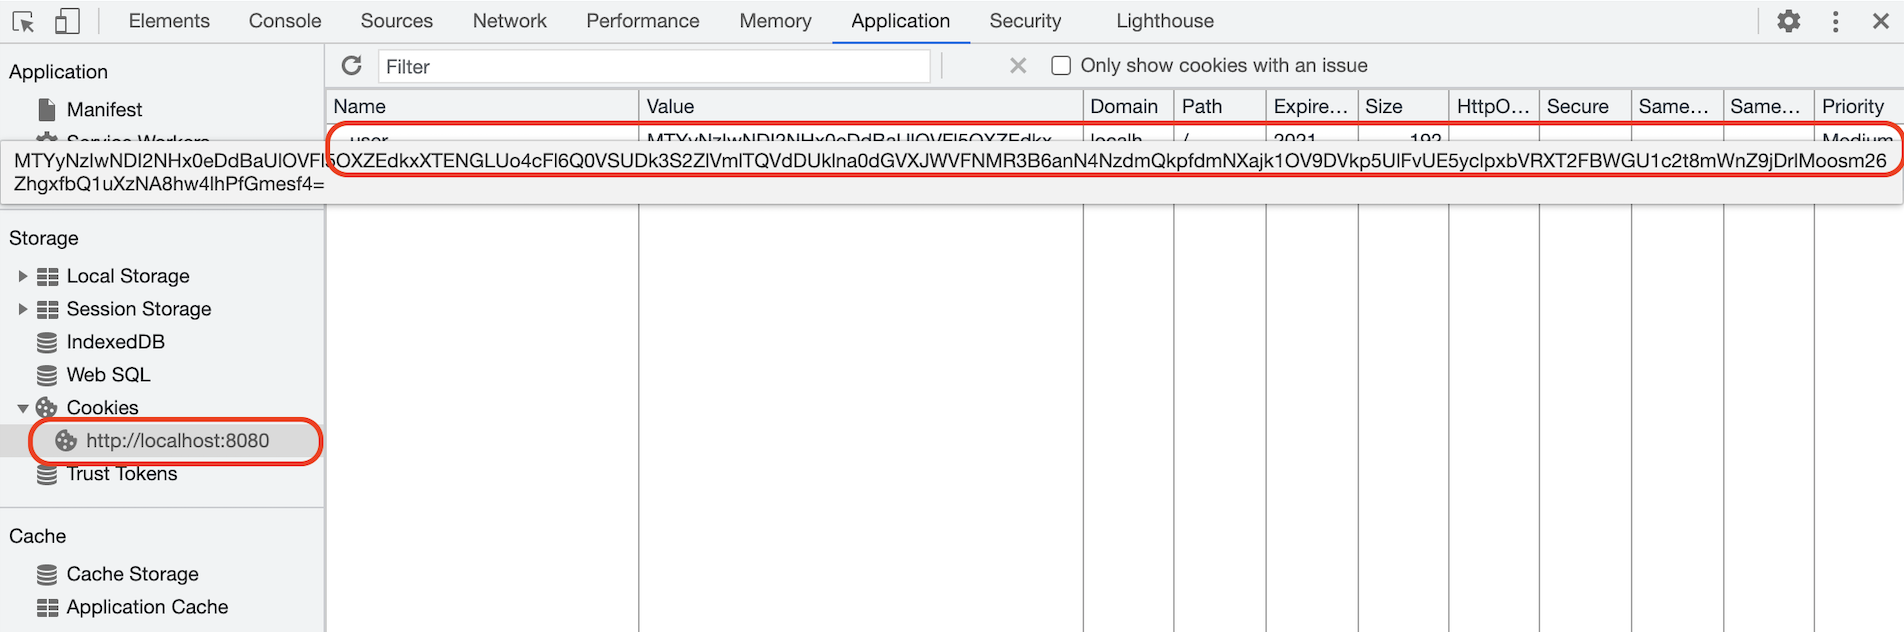 Elements Console Sources Network Performance Memory Application Security Lighthouse
Application
Filter
Only show cookies with an issue
Manifest
Name Value Domain Path Expire... Size HttpO... Secure Same... Same... Priority
Service Workers
user MTYyNzIwNDI2NHx0eDdBaUlOVFl5OXZEdkx... localh... / 2021... 192 Medium
MTYyNzIwNDI2NHx0eDdBaUlOVFl5OXZEdkxXTENGLUo4cFl6Q0VSUDk3S2ZlVmlTQVdDUklna0dGVXJWVFNMR3B6anN4NzdmQkpfdmNXajk1OV9DVkp5UlFvUE5yclpxbVRXT2FBWGU1c2t8mWnZ9jDrlMoosm26
ZhgxfbQ1uXzNA8hw4lhPfGmesf4=
Storage
Local Storage
Session Storage
IndexedDB
Web SQL
Cookies
http://localhost:8080
Trust Tokens
Cache
Cache Storage
Application Cache